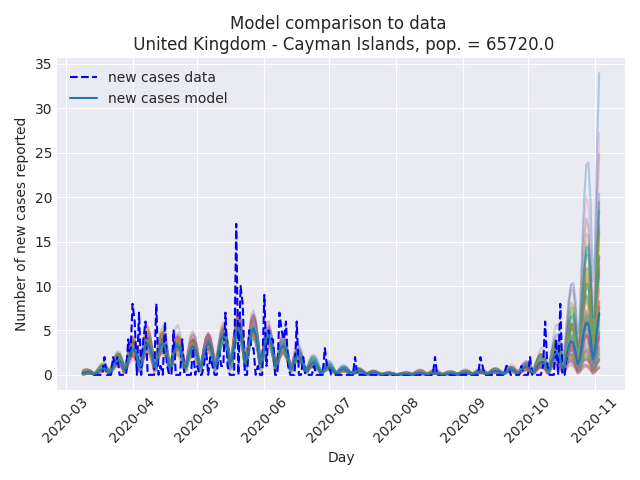 Model comparison to data
United Kingdom - Cayman Islands, pop. = 65720.0
new cases data
new cases model
Number of new cases reported
35
30
25
20
15
10
5
0
2020-03
2020-04
2020-05
2020-06
2020-07
2020-08
2020-09
2020-10
2020-11
Day